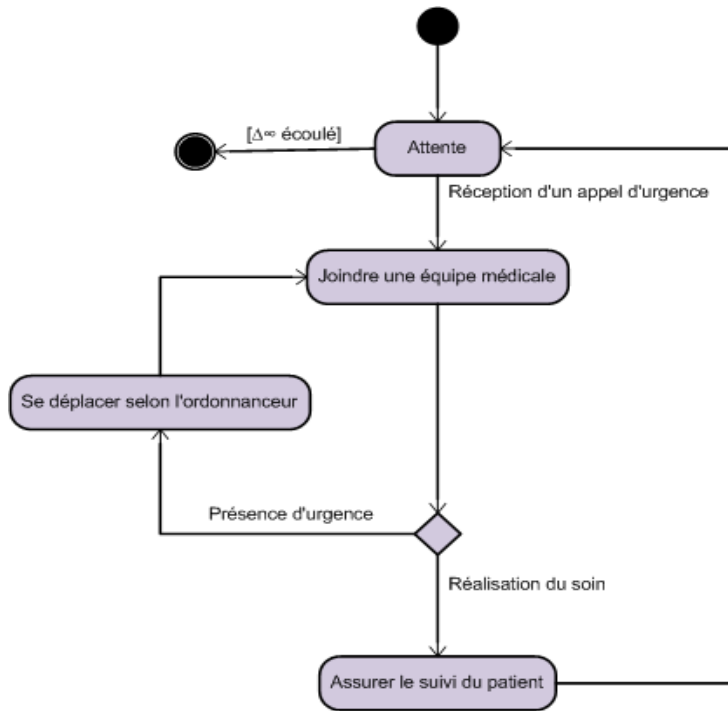 [Δ∞ écoulé]
Attente
Réception d'un appel d'urgence
Joindre une équipe médicale
Se déplacer selon l'ordonnanceur
Présence d'urgence
Réalisation du soin
Assurer le suivi du patient